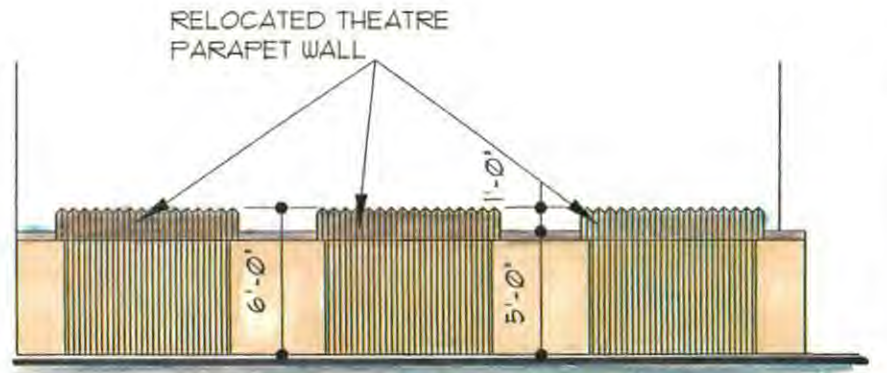 RELOCATED THEATRE
PARAPET WALL
1'-0"
6'-0"
5'-0"